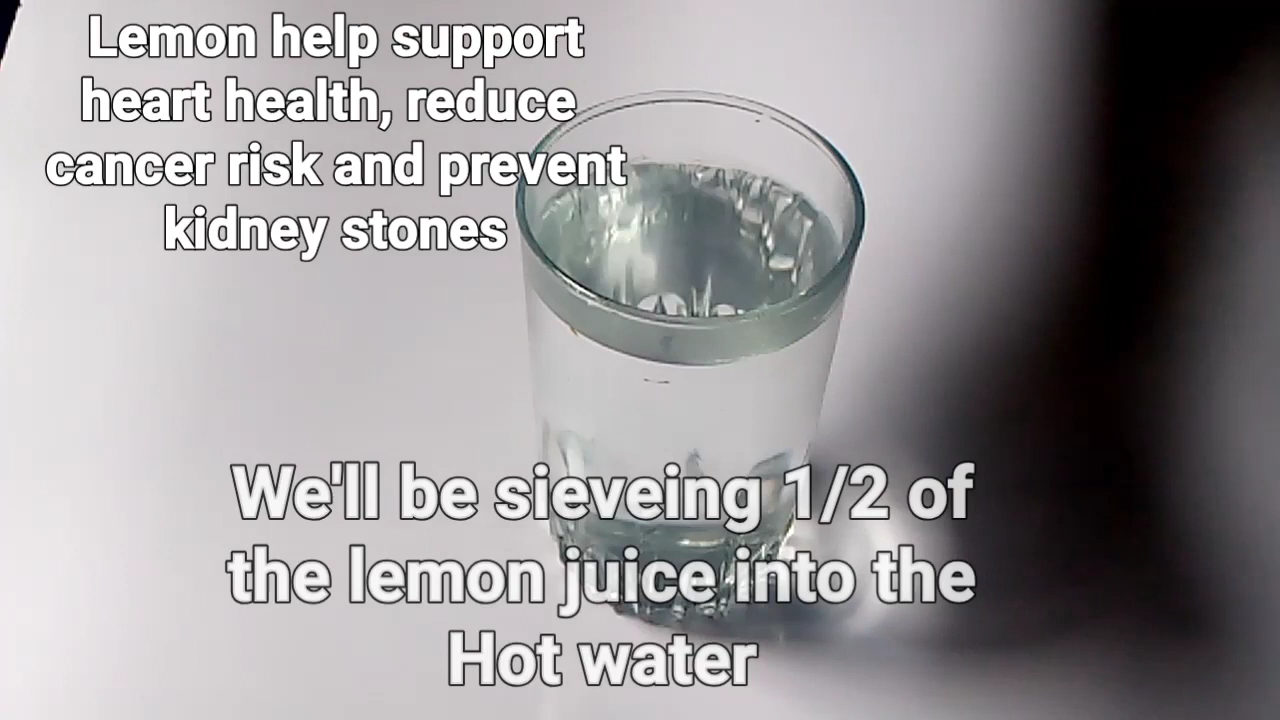 Lemon help support
heart health, reduce
cancer risk and prevent
kidney stones
We'll be sieveing 1/2 of
the lemon juice into the
Hot water